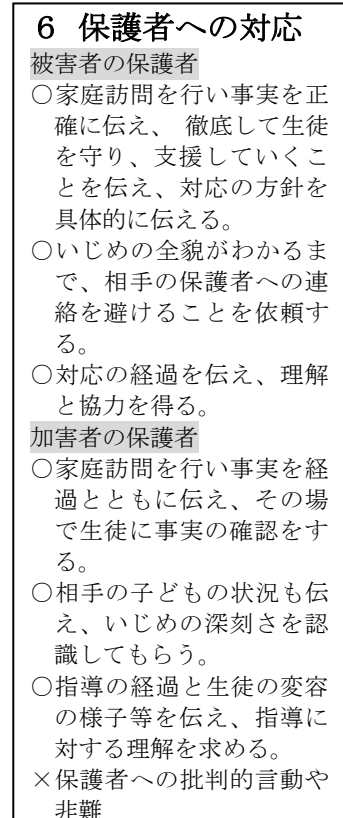 6 保護者への対応
被害者の保護者
○家庭訪問を行い事実を正
確に伝え、 徹底して生徒
を守り、支援していくこ
とを伝え、対応の方針を
具体的に伝える。
○いじめの全貌がわかるま
で、相手の保護者への連
絡を避けることを依頼す
る。
○対応の経過を伝え、理解
と協力を得る。
加害者の保護者
○家庭訪問を行い事実を経
過とともに伝え、その場
で生徒に事実の確認をす
る。
○相手の子どもの状況も伝
え、いじめの深刻さを認
識してもらう。
○指導の経過と生徒の変容
の様子等を伝え、指導に
対する理解を求める。
×保護者への批判的言動や
非難